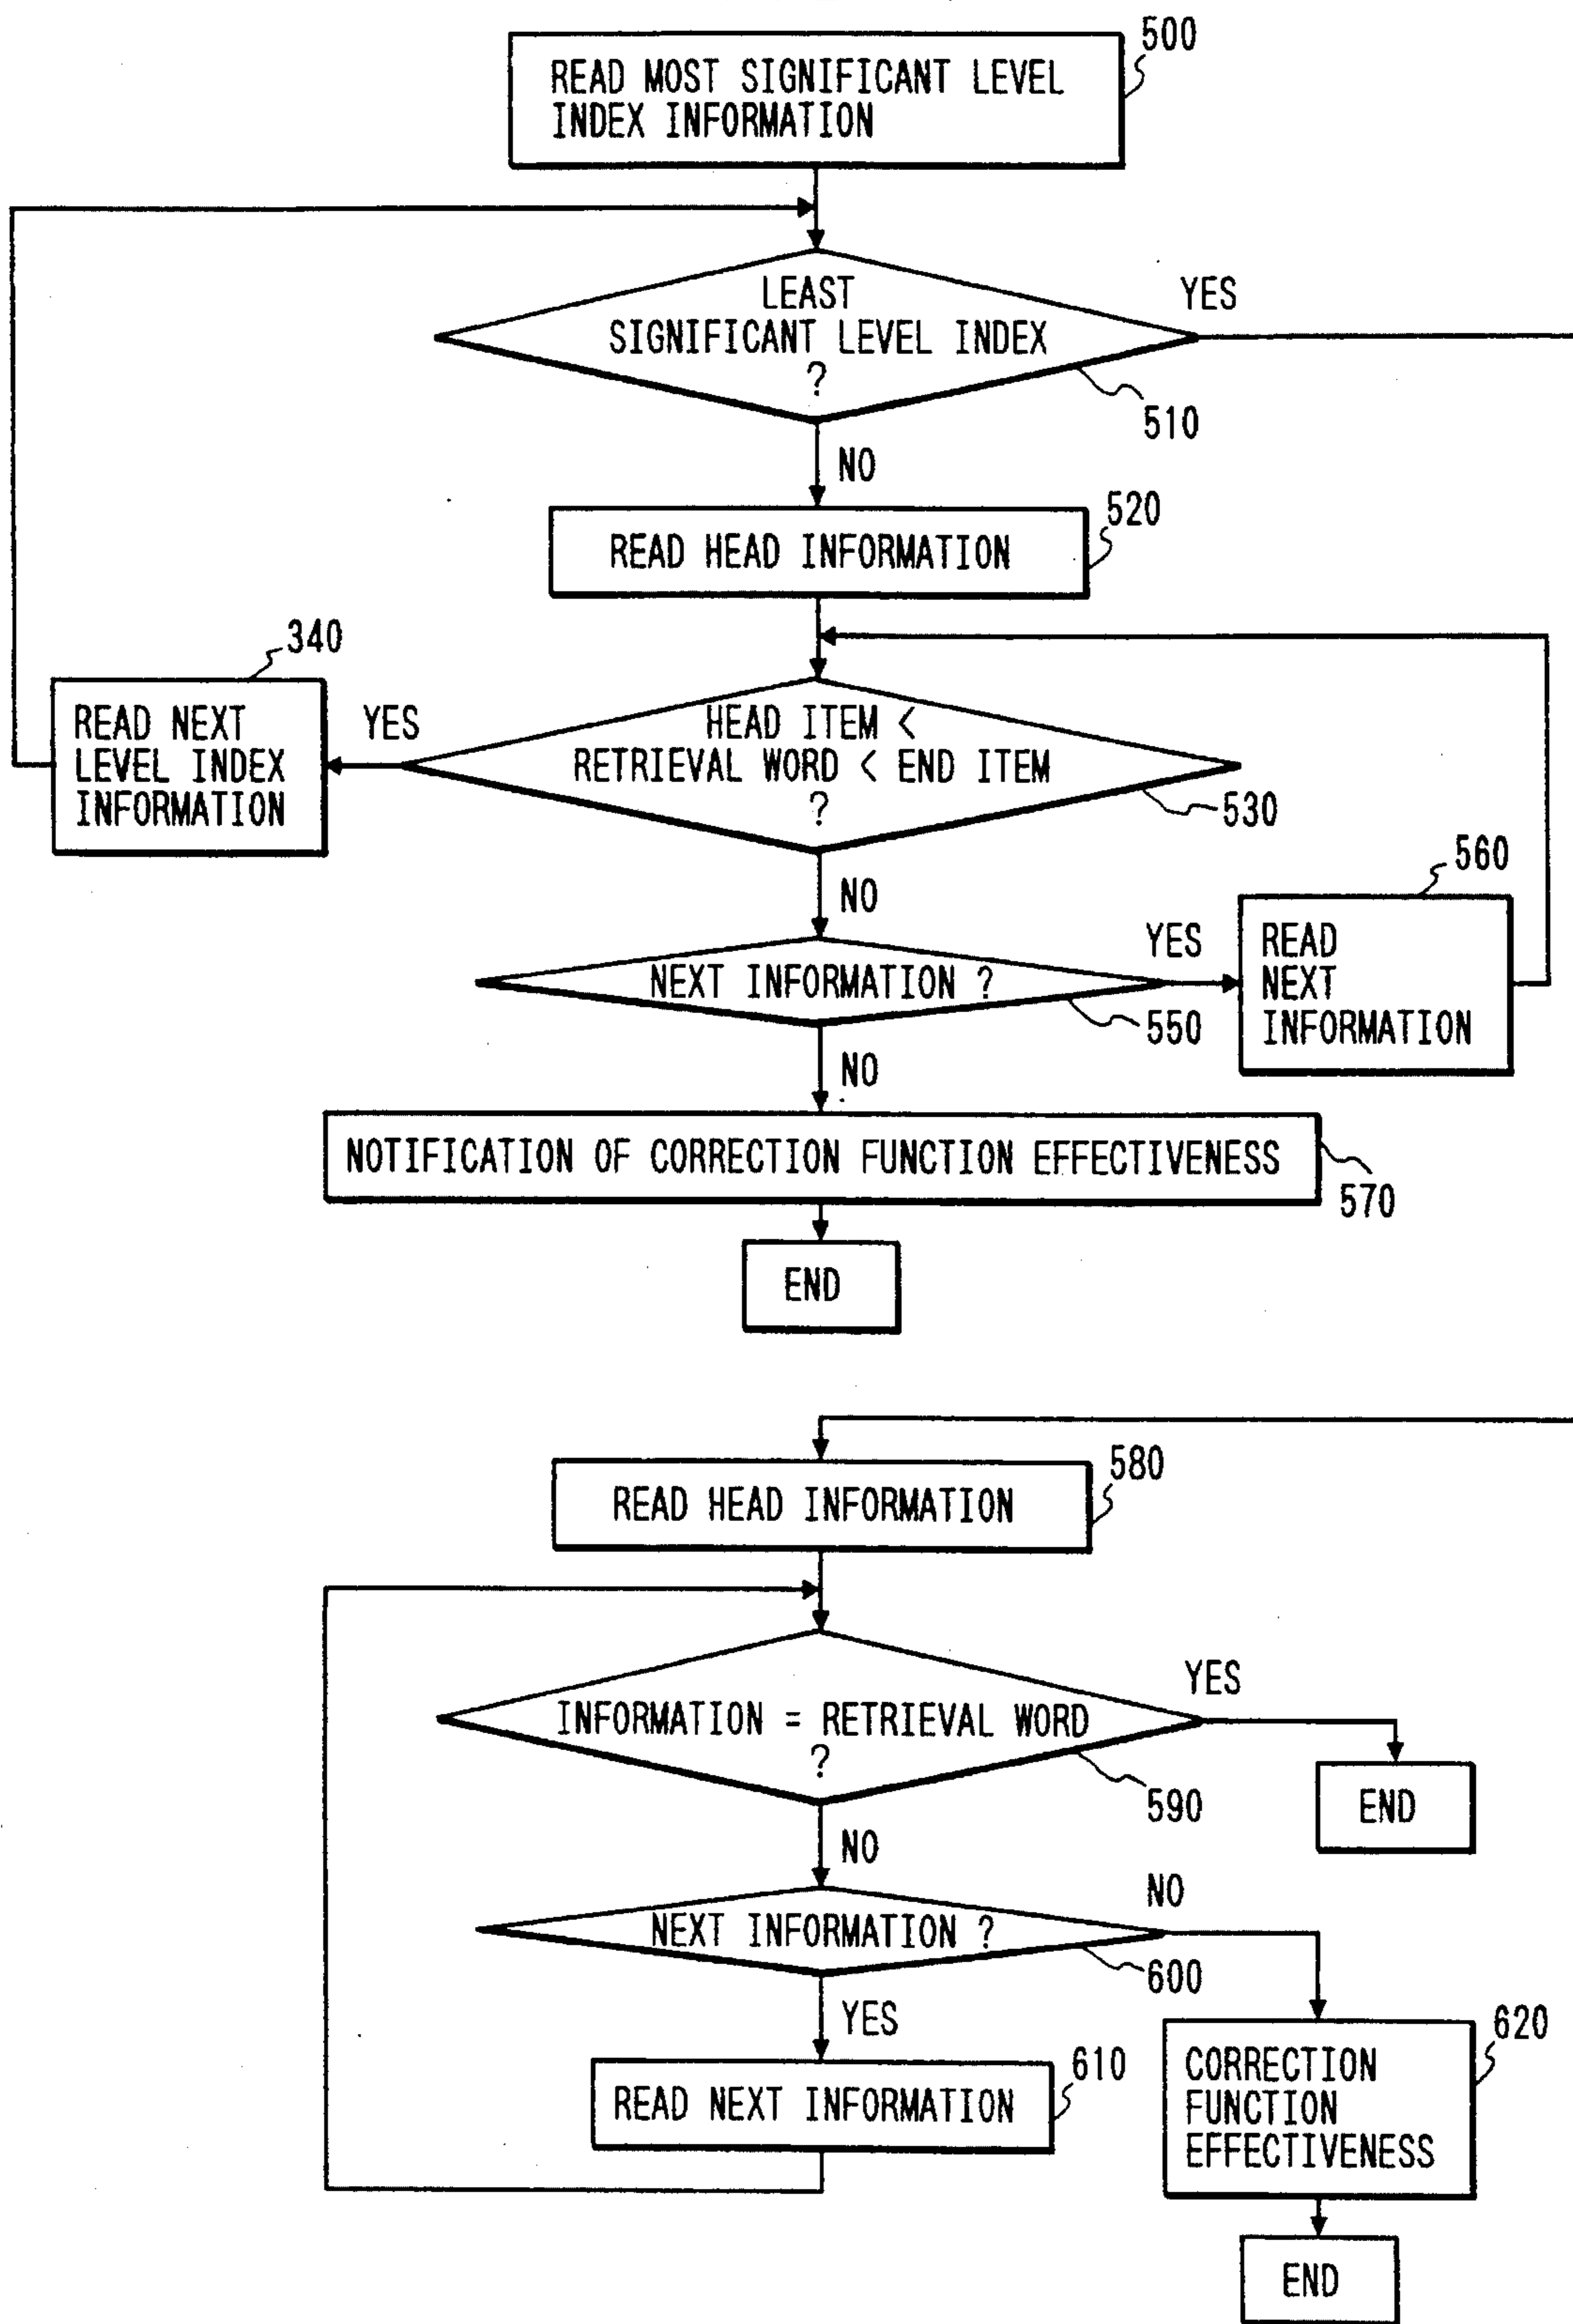 500
READ MOST SIGNIFICANT LEVEL
INDEX INFORMATION
LEAST
SIGNIFICANT LEVEL INDEX
?
YES
510
NO
520
READ HEAD INFORMATION
340
READ NEXT
LEVEL INDEX
INFORMATION
YES
HEAD ITEM <
RETRIEVAL WORD < END ITEM
?
530
NO
560
NEXT INFORMATION ?
YES
READ
NEXT
INFORMATION
550
NO
NOTIFICATION OF CORRECTION FUNCTION EFFECTIVENESS
570
END
580
READ HEAD INFORMATION
INFORMATION = RETRIEVAL WORD
?
YES
590
END
NO
NEXT INFORMATION ?
NO
600
YES
610
READ NEXT INFORMATION
620
CORRECTION
FUNCTION
EFFECTIVENESS
END